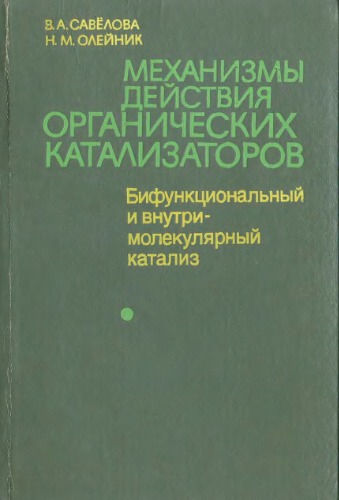 В. А. САВЁЛОВА
Н. М. ОЛЕЙНИК
МЕХАНИЗМЫ
ДЕЙСТВИЯ
ОРГАНИЧЕСКИХ
КАТАЛИЗАТОРОВ
Бифункциональный
и внутри-
молекулярный
катализ